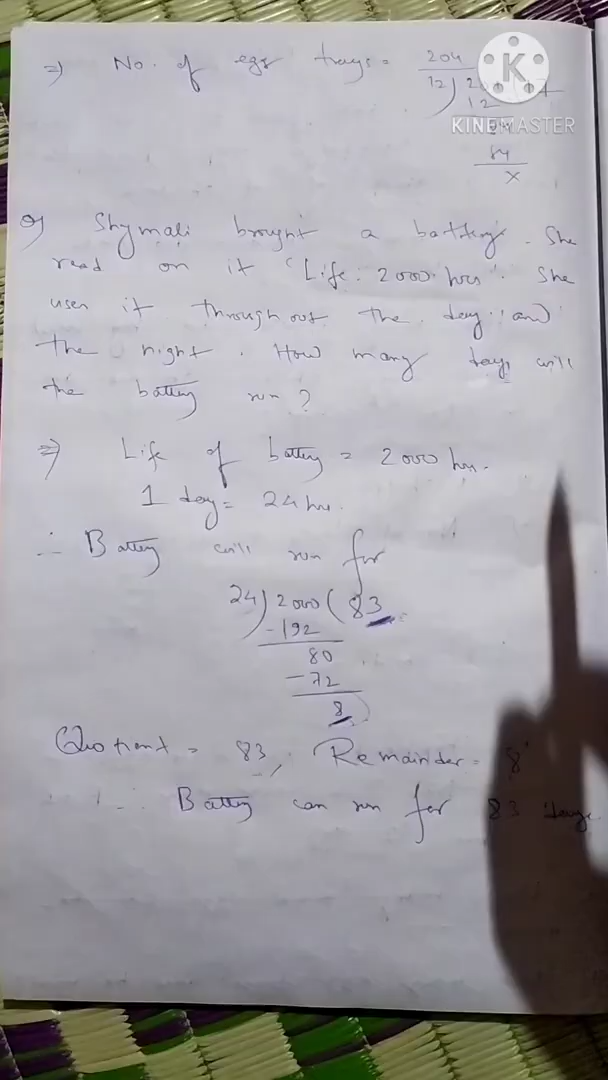 ⇒ No. of egg trays = 204
12) 12
KINEMASTER
84
x
Q) Shymali brought a battery. She
read on it "Life: 2000 hrs". She
uses it throughout the day and
the night. How many days will
the battery run?
⇒ Life of battery = 2000 hrs.
1 day = 24 hrs.
∴ Battery will run for
24) 2000 ( 83
-192
80
-72
8
Quotient = 83, Remainder = 8
∴ Battery can run for 83 days